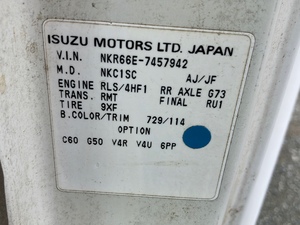 ISUZU MOTORS LTD. JAPAN
V.I.N. NKR66E-7457942
M.D. NKC1SC AJ/JF
ENGINE RLS/4HF1 RR AXLE G73
TRANS. RMT FINAL RU1
TIRE 9XF
B.COLOR/TRIM 729/114
OPTION
C60 G50 V4R V4U 6PP